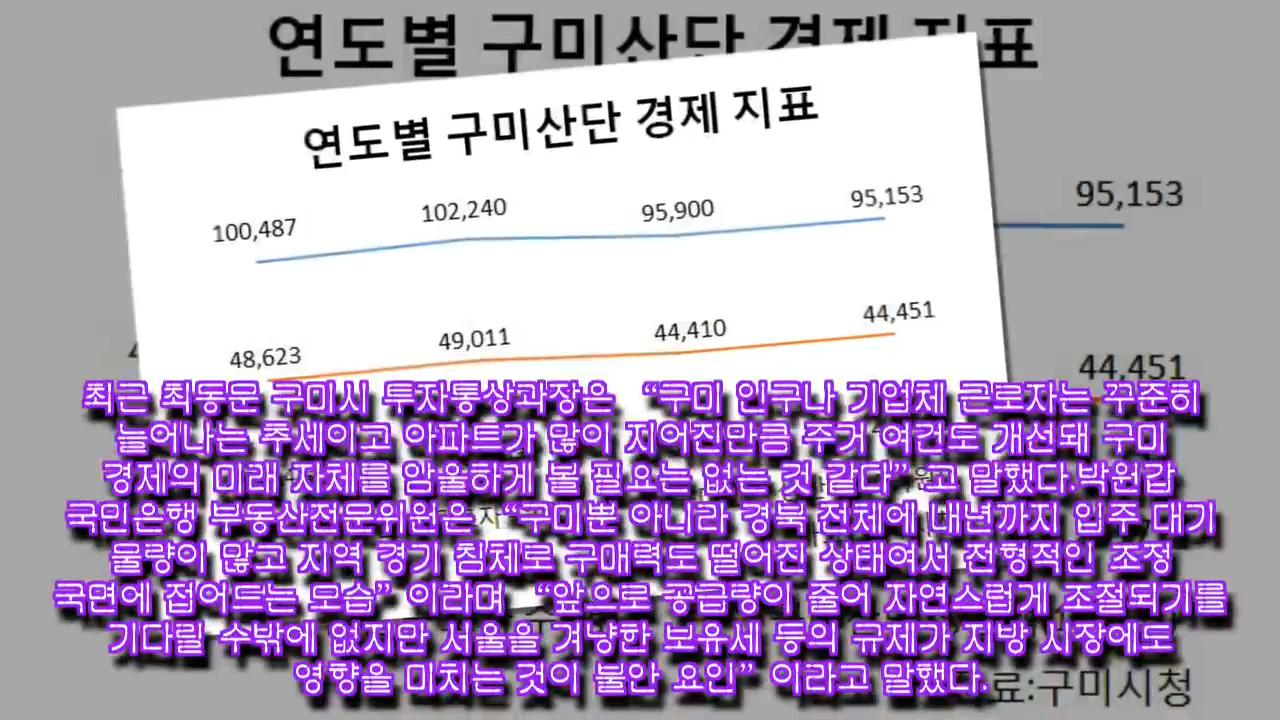 연도별 구미산단 경제 지표
연도별 구미산단 경제 지표
100,487
102,240
95,900
95,153
95,153
48,623
49,011
44,410
44,451
44,451
최근 최동문 구미시 투자통상과장은 “구미 인구나 기업체 근로자는 꾸준히
늘어나는 추세이고 아파트가 많이 지어진만큼 주거 여건도 개선돼 구미
경제의 미래 자체를 암울하게 볼 필요는 없는 것 같다”고 말했다.박원갑
국민은행 부동산전문위원은 “구미뿐 아니라 경북 전체에 내년까지 입주 대기
물량이 많고 지역 경기 침체로 구매력도 떨어진 상태여서 전형적인 조정
국면에 접어드는 모습”이라며 “앞으로 공급량이 줄어 자연스럽게 조절되기를
기다릴 수밖에 없지만 서울을 겨냥한 보유세 등의 규제가 지방 시장에도
영향을 미치는 것이 불안 요인”이라고 말했다.
료:구미시청